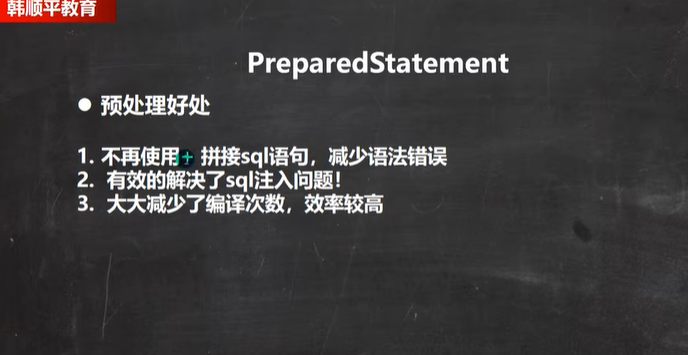 韩顺平教育
PreparedStatement
● 预处理好处
1. 不再使用+ 拼接sql语句，减少语法错误
2. 有效的解决了sql注入问题！
3. 大大减少了编译次数，效率较高